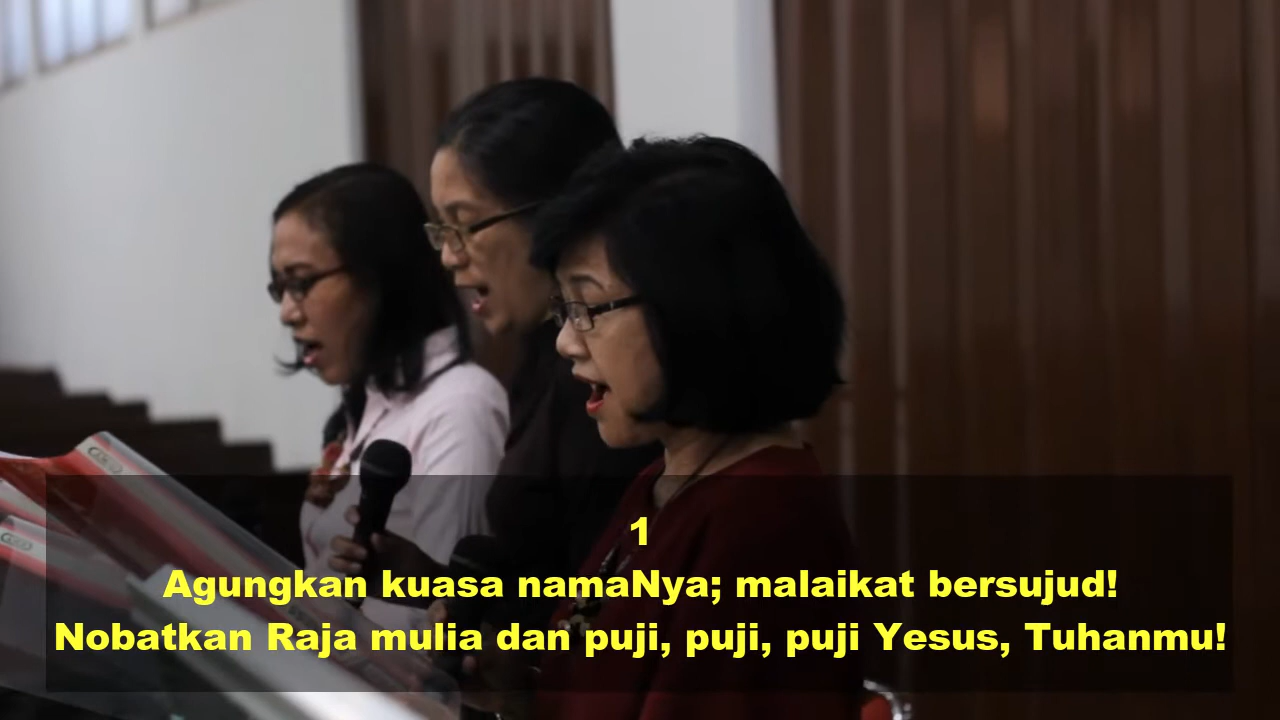 1
Agungkan kuasa namaNya; malaikat bersujud!
Nobatkan Raja mulia dan puji, puji, puji Yesus, Tuhanmu!